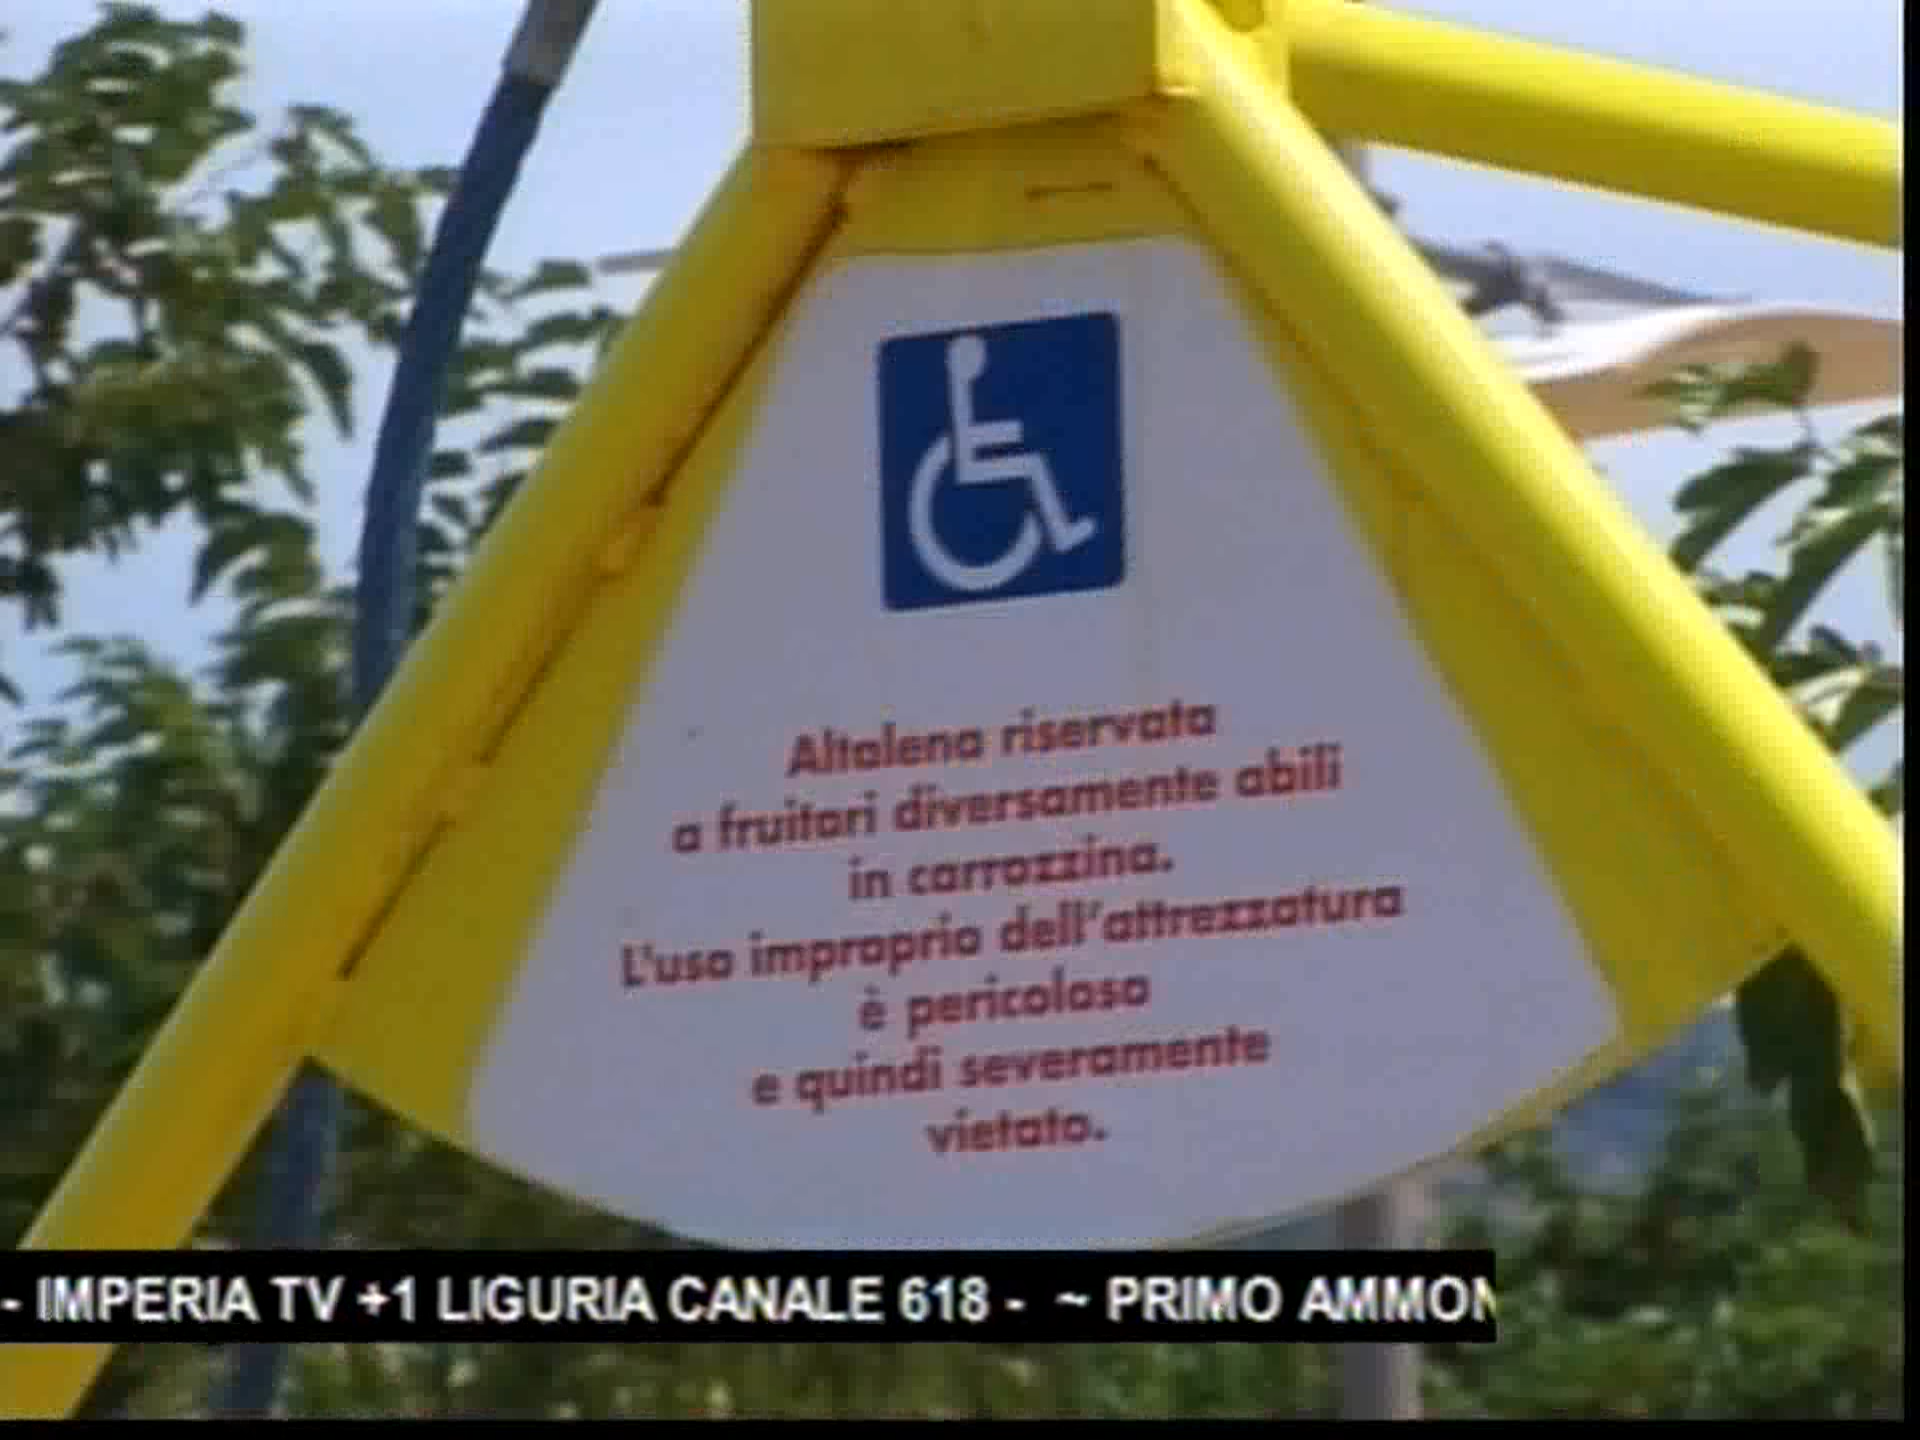 Altalena riservata
a fruitori diversamente abili
in carrozzina.
L'uso improprio dell'attrezzatura
è pericoloso
e quindi severamente
vietato.
- IMPERIA TV +1 LIGURIA CANALE 618 - ~ PRIMO AMMON